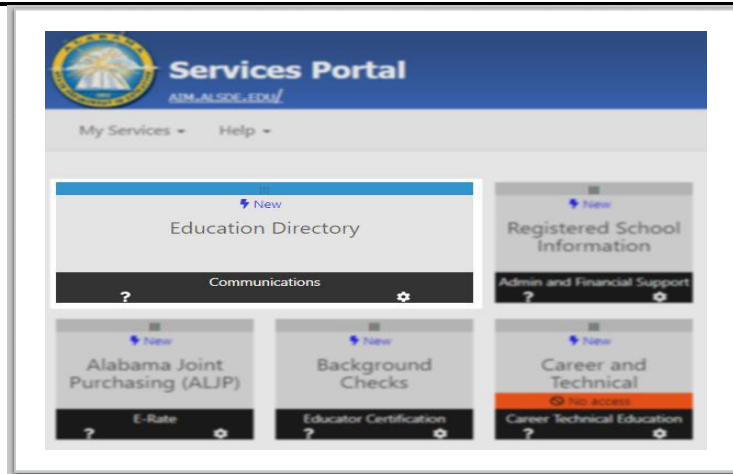 ALABAMA
Services Portal
AIM.ALSDE.EDU/
My Services
Help
New
Education Directory
Communications
?
New
Registered School
Information
Admin and Financial Support
?
New
Alabama Joint
Purchasing (ALJP)
E-Rate
?
New
Background
Checks
Educator Certification
?
New
Career and
Technical
No access
Career Technical Education
?